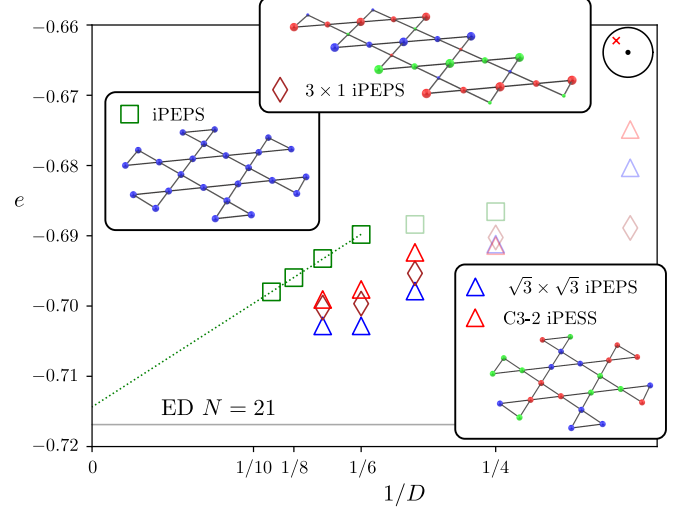 −0.66
−0.67
−0.68
−0.69
−0.70
−0.71
−0.72
e
3 × 1 iPEPS
iPEPS
√3 × √3 iPEPS
C3-2 iPESS
ED N = 21
0
1/10
1/8
1/6
1/4
1/D